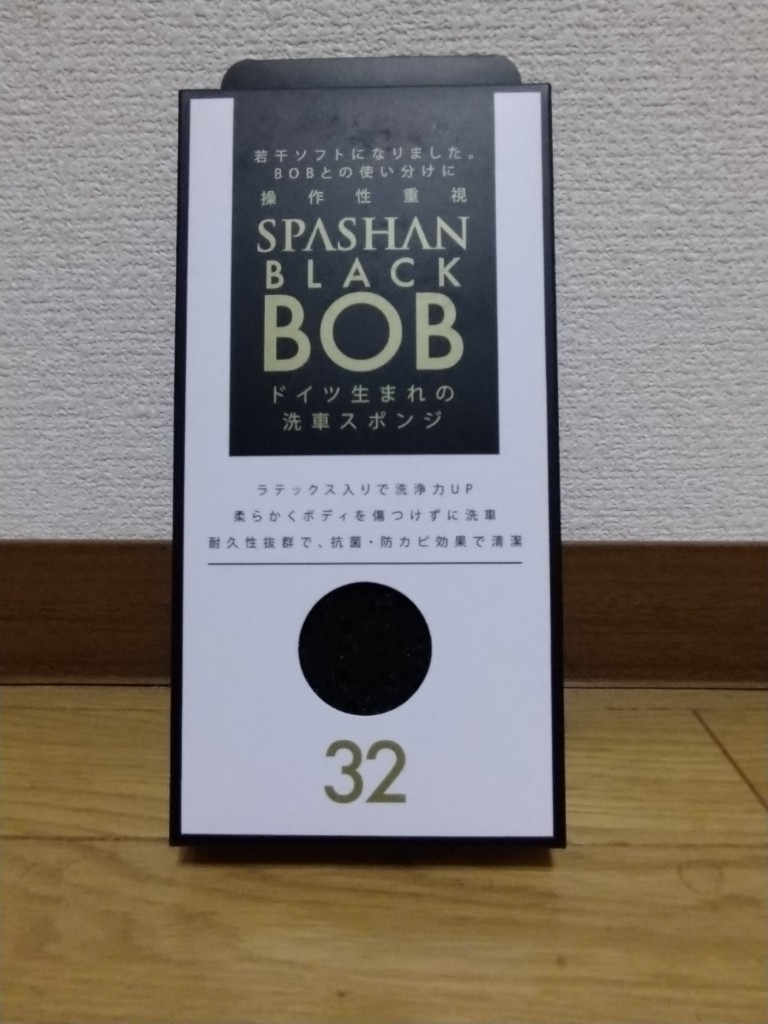 若干ソフトになりました。
BOBとの使い分けに
操作性重視
SPASHAN
BLACK
BOB
ドイツ生まれの
洗車スポンジ
ラテックス入りで洗浄力UP
柔らかくボディを傷つけずに洗車
耐久性抜群で、抗菌・防カビ効果で清潔
32